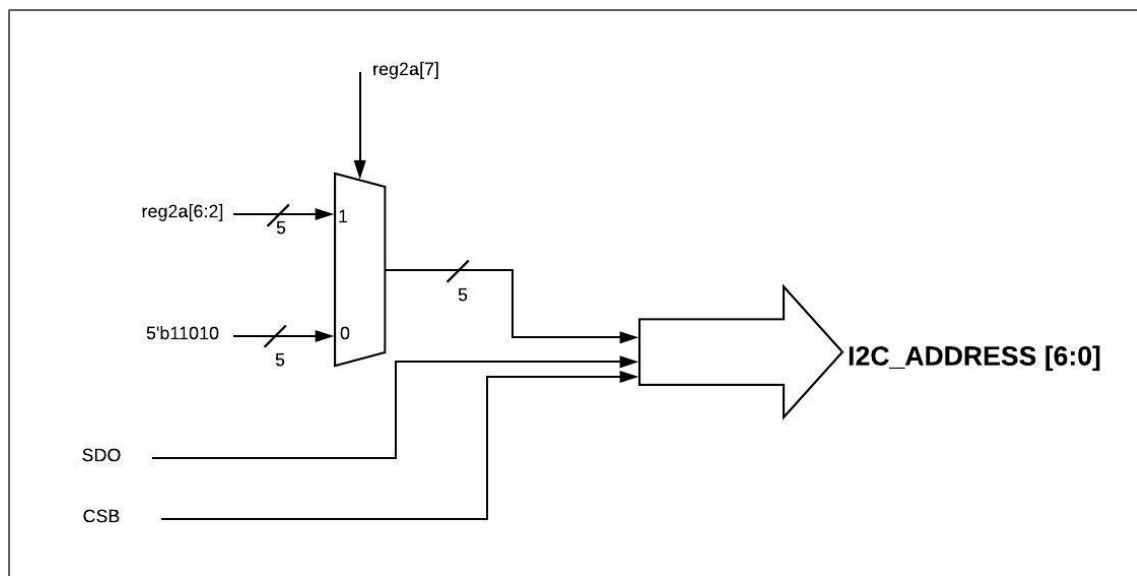 reg2a[7]
reg2a[6:2]
5
1
5
5'b11010
5
0
I2C_ADDRESS [6:0]
SDO
CSB